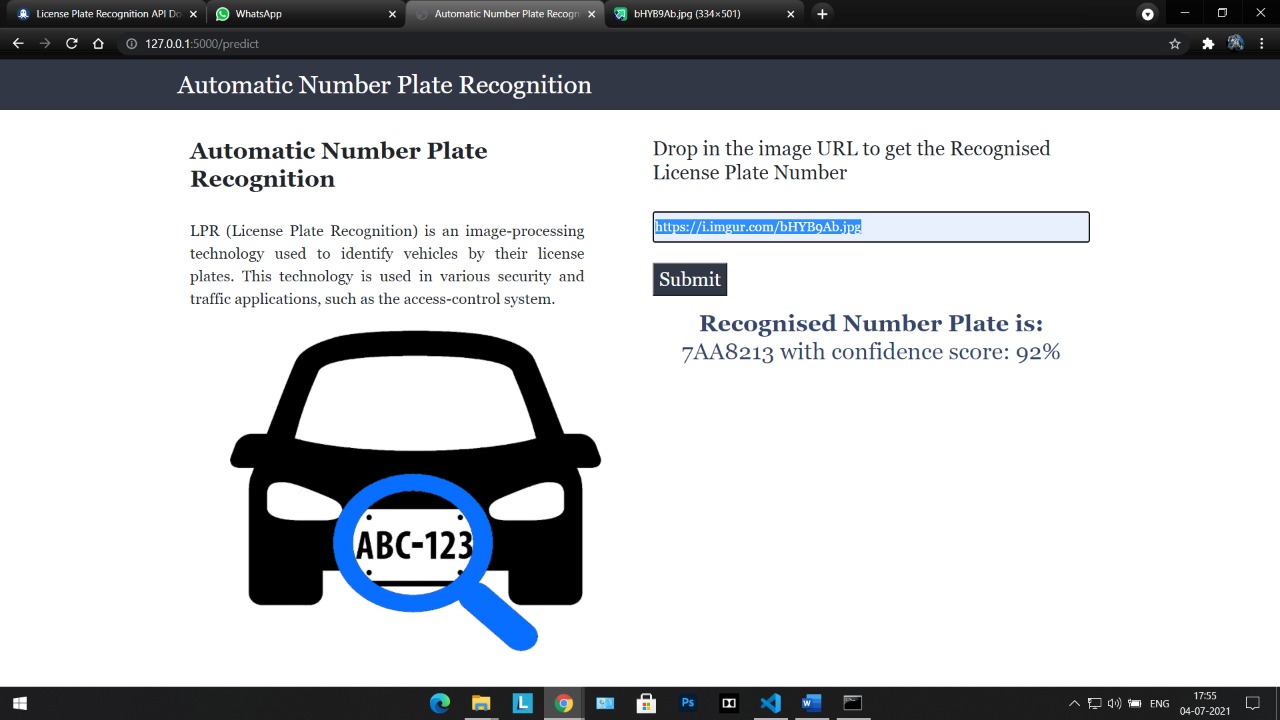 License Plate Recognition API Do
WhatsApp
Automatic Number Plate Recogn
bHYB9Ab.jpg (334×501)
127.0.0.1:5000/predict
Automatic Number Plate Recognition
Automatic Number Plate
Recognition
LPR (License Plate Recognition) is an image-processing
technology used to identify vehicles by their license
plates. This technology is used in various security and
traffic applications, such as the access-control system.
ABC-123
Drop in the image URL to get the Recognised
License Plate Number
https://i.imgur.com/bHYB9Ab.jpg
Submit
Recognised Number Plate is:
7AA8213 with confidence score: 92%
L
Ps
W
ENG
17:55
04-07-2021